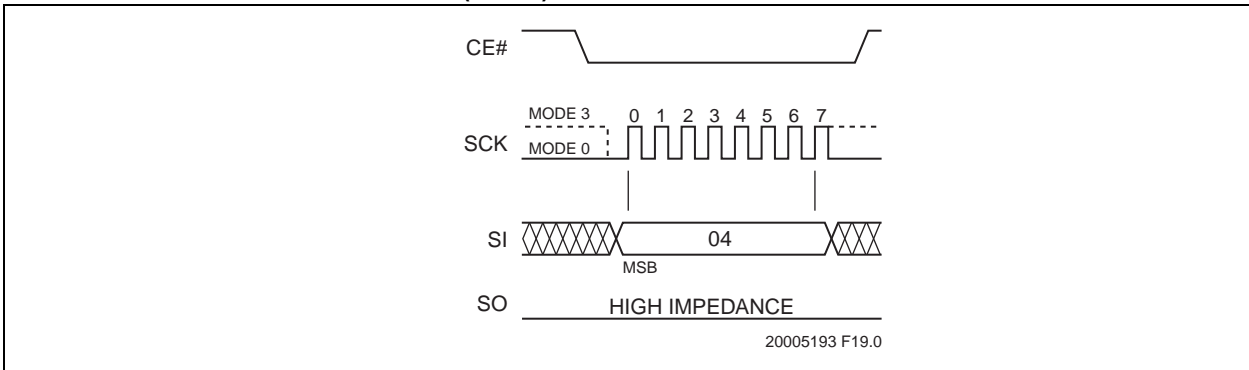 CE#
MODE 3
0 1 2 3 4 5 6 7
SCK
MODE 0
SI
04
MSB
SO
HIGH IMPEDANCE
20005193 F19.0